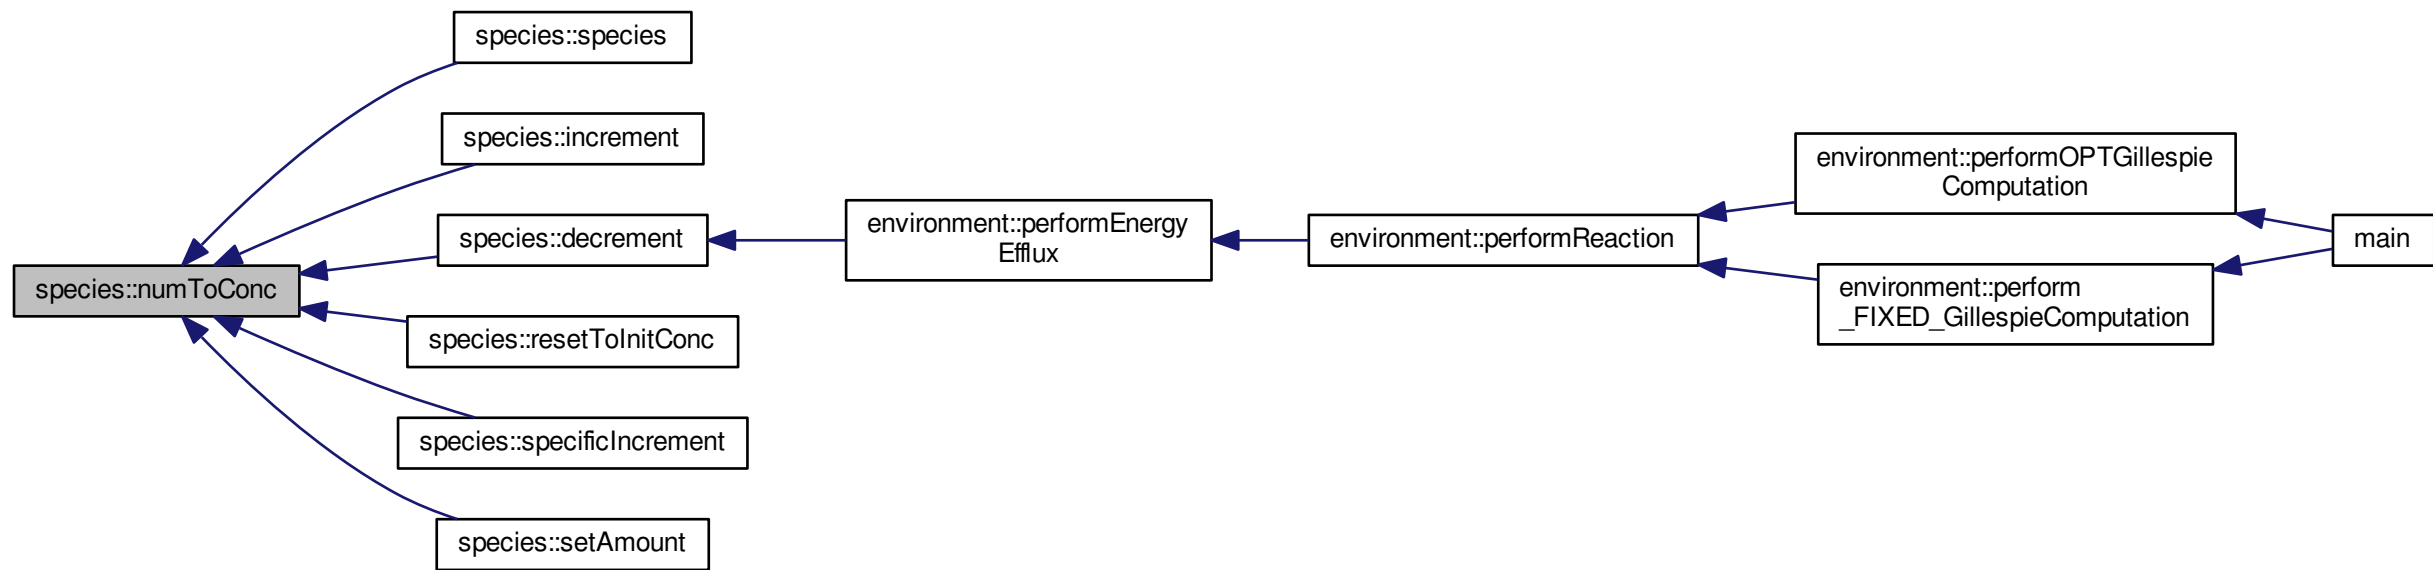 species::species
species::increment
species::decrement
species::numToConc
species::resetToInitConc
species::specificIncrement
species::setAmount
environment::performEnergy
Efflux
environment::performReaction
environment::performOPTGillespie
Computation
environment::perform
_FIXED_GillespieComputation
main